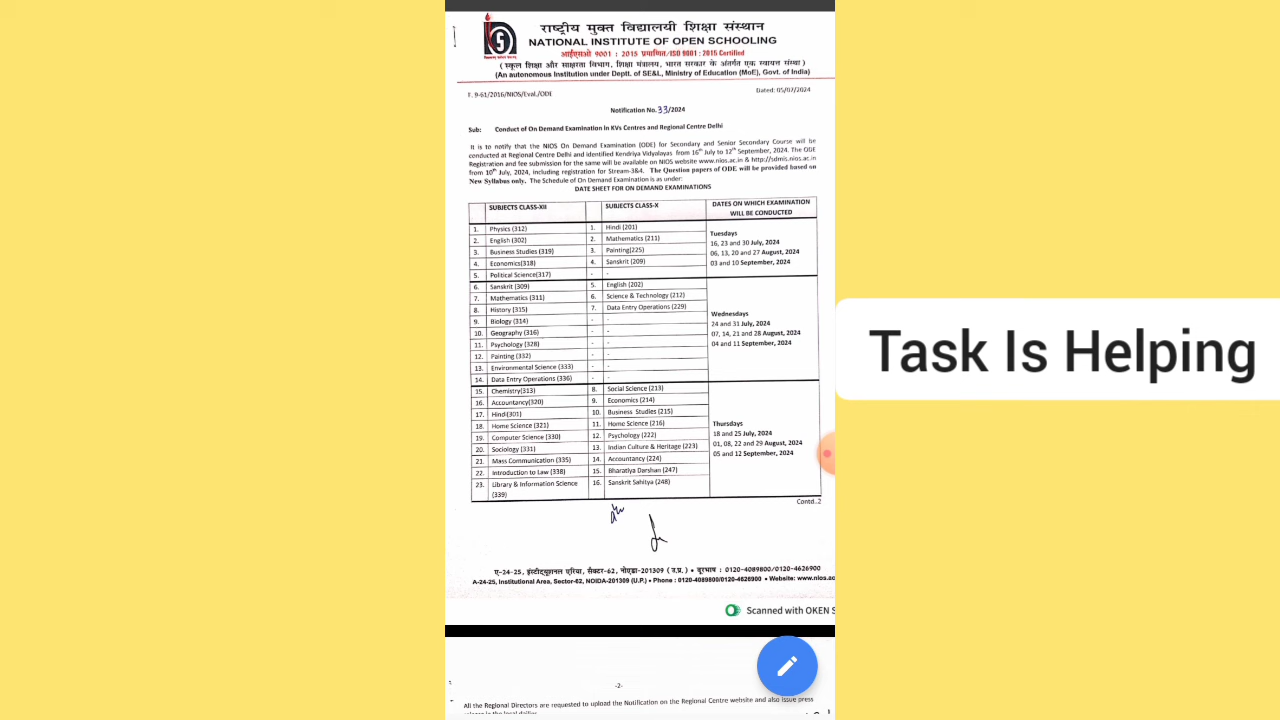 राष्ट्रीय मुक्त विद्यालयी शिक्षा संस्थान
NATIONAL INSTITUTE OF OPEN SCHOOLING
आईएसओ 9001 : 2015 प्रमाणित/ISO 9001 : 2015 Certified
( स्कूल शिक्षा और साक्षरता विभाग, शिक्षा मंत्रालय, भारत सरकार के अंतर्गत एक स्वायत्त संस्था )
(An autonomous Institution under Deptt. of SE&L, Ministry of Education (MoE), Govt. of India)
F. 9-61/2016/NIOS/Eval./ODE
Dated: 05/07/2024
Notification No.33/2024
Sub: Conduct of On Demand Examination in KVs Centres and Regional Centre Delhi
It is to notify that the NIOS On Demand Examination (ODE) for Secondary and Senior Secondary Course will be
conducted at Regional Centre Delhi and identified Kendriya Vidyalayas from 16th July to 12th September, 2024. The ODE
Registration and fee submission for the same will be available on NIOS website www.nios.ac.in & http://sdmis.nios.ac.in
from 10th July, 2024, including registration for Stream-3&4. The Question papers of ODE will be provided based on
New Syllabus only. The Schedule of On Demand Examination is as under:
DATE SHEET FOR ON DEMAND EXAMINATIONS
SUBJECTS CLASS-XII SUBJECTS CLASS-X DATES ON WHICH EXAMINATION
WILL BE CONDUCTED
1. Physics (312) 1. Hindi (201)
2. English (302) 2. Mathematics (211)
3. Business Studies (319) 3. Painting(225)
4. Economics(318) 4. Sanskrit (209)
5. Political Science(317) - -
Tuesdays
16, 23 and 30 July, 2024
06, 13, 20 and 27 August, 2024
03 and 10 September, 2024
6. Sanskrit (309) 5. English (202)
7. Mathematics (311) 6. Science & Technology (212)
8. History (315) 7. Data Entry Operations (229)
9. Biology (314) - -
10. Geography (316) - -
11. Psychology (328) - -
12. Painting (332) - -
13. Environmental Science (333) - -
14. Data Entry Operations (336) - -
Wednesdays
24 and 31 July, 2024
07, 14, 21 and 28 August, 2024
04 and 11 September, 2024
15. Chemistry(313) 8. Social Science (213)
16. Accountancy(320) 9. Economics (214)
17. Hindi(301) 10. Business Studies (215)
18. Home Science (321) 11. Home Science (216)
19. Computer Science (330) 12. Psychology (222)
20. Sociology (331) 13. Indian Culture & Heritage (223)
21. Mass Communication (335) 14. Accountancy (224)
22. Introduction to Law (338) 15. Bharatiya Darshan (247)
23. Library & Information Science 16. Sanskrit Sahitya (248)
(339)
Thursdays
18 and 25 July, 2024
01, 08, 22 and 29 August, 2024
05 and 12 September, 2024
Contd..2
ए-24-25, इंस्टीट्यूशनल एरिया, सैक्टर-62, नोएडा-201309 ( उ.प्र. ) • दूरभाष : 0120-4089800/0120-4626900
A-24-25, Institutional Area, Sector-62, NOIDA-201309 (U.P.) • Phone : 0120-4089800/0120-4626900 • Website: www.nios.ac
Scanned with OKEN S
-2-
All the Regional Directors are requested to upload the Notification on the Regional Centre website and also issue press
Task Is Helping